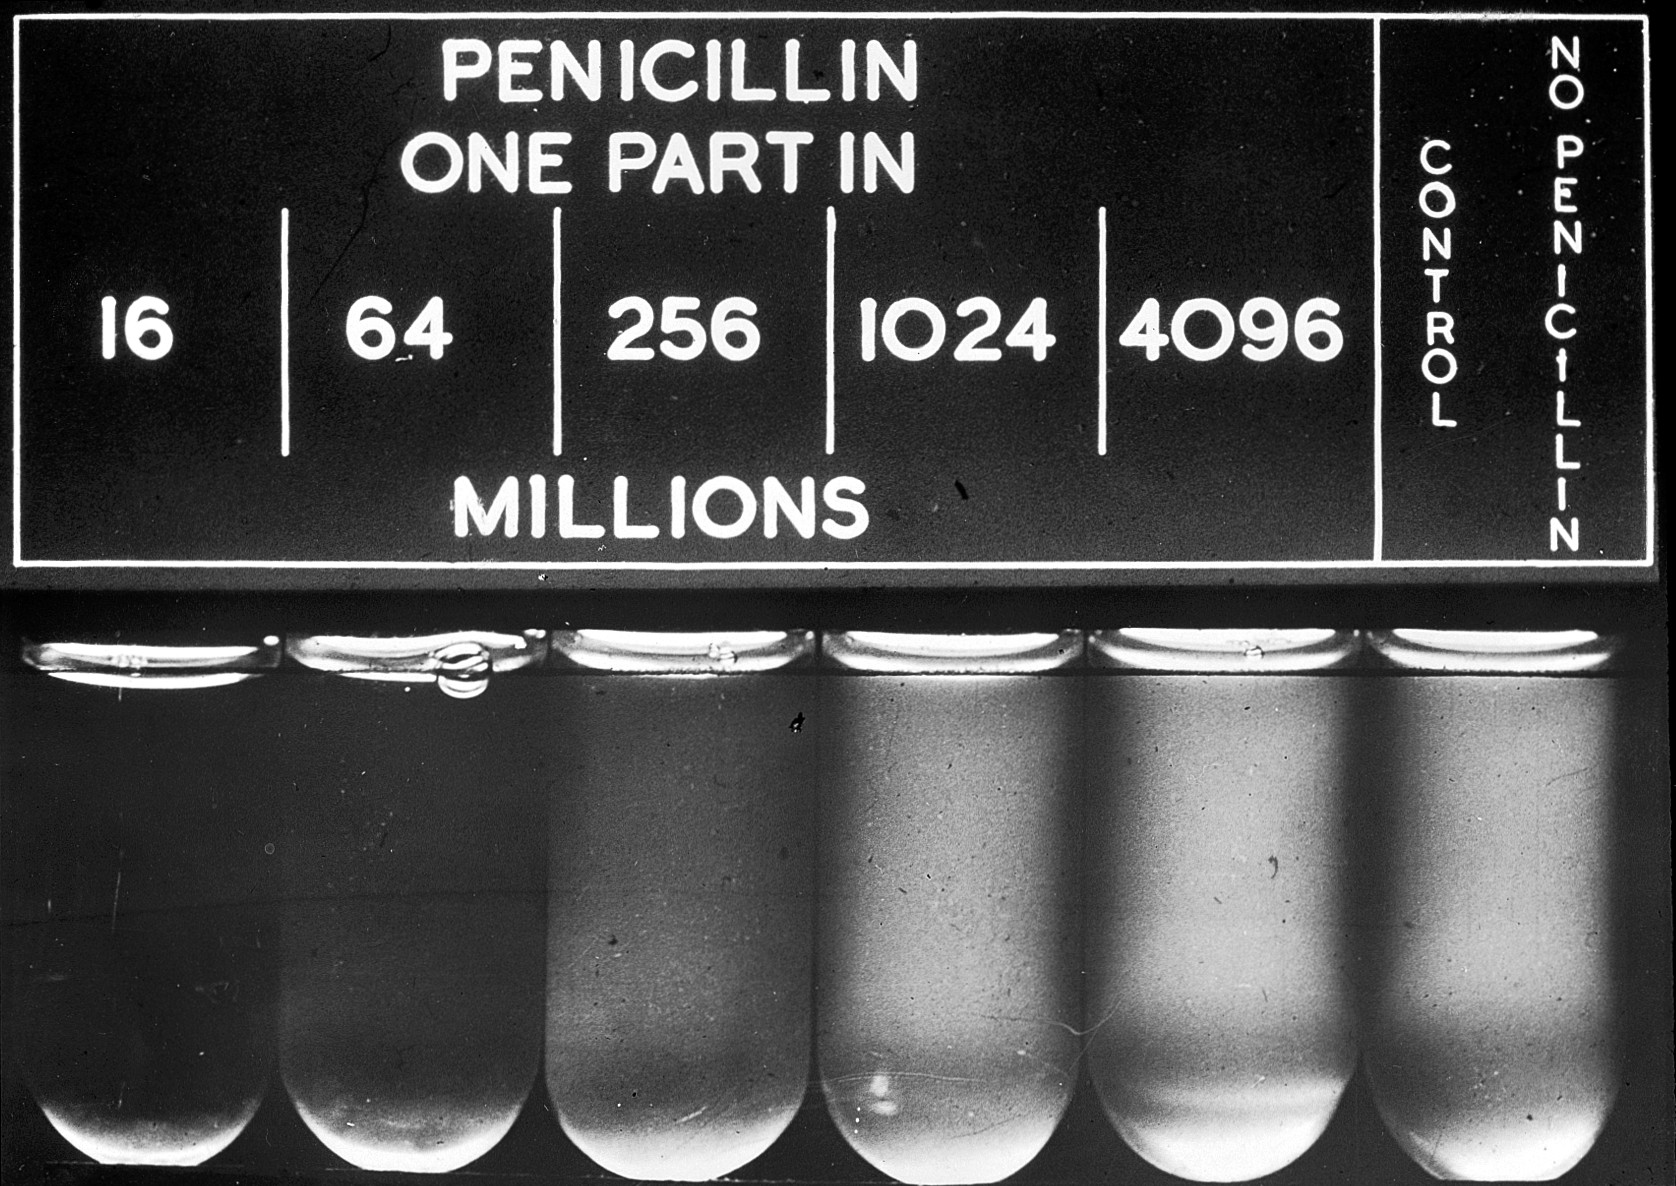 PENICILLIN
ONE PART IN
16 64 256 1024 4096
MILLIONS
CONTROL
NO PENICILLIN